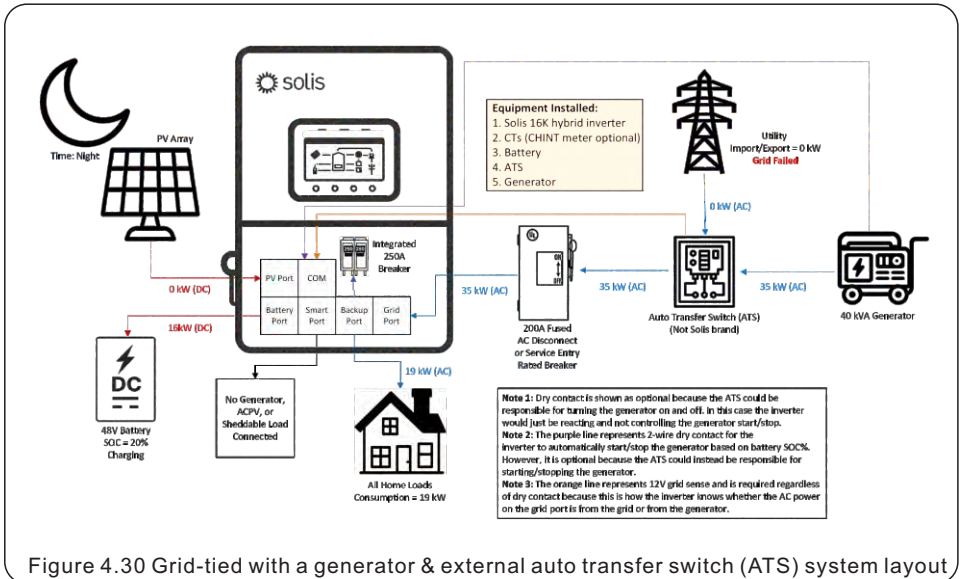 solis
Time: Night
PV Array
Equipment Installed:
1. Solis 16K hybrid inverter
2. CTs (CHINT meter optional)
3. Battery
4. ATS
5. Generator
Utility
Import/Export = 0 kW
Grid Failed
0 kW (AC)
Integrated
250A
Breaker
PV Port
COM
Battery
Port
Smart
Port
Backup
Port
Grid
Port
0 kW (DC)
16kW (DC)
DC
48V Battery
SOC = 20%
Charging
No Generator,
ACPV, or
Sheddable Load
Connected
19 kW (AC)
All Home Loads
Consumption = 19 kW
35 kW (AC)
UL
ON
OFF
200A Fused
AC Disconnect
or Service Entry
Rated Breaker
35 kW (AC)
Auto Transfer Switch (ATS)
(Not Solis brand)
35 kW (AC)
40 kVA Generator
Note 1: Dry contact is shown as optional because the ATS could be
responsible for turning the generator on and off. In this case the inverter
would just be reacting and not controlling the generator start/stop.
Note 2: The purple line represents 2-wire dry contact for the
inverter to automatically start/stop the generator based on battery SOC%.
However, it is optional because the ATS could instead be responsible for
starting/stopping the generator.
Note 3: The orange line represents 12V grid sense and is required regardless
of dry contact because this is how the inverter knows whether the AC power
on the grid port is from the grid or from the generator.
Figure 4.30 Grid-tied with a generator & external auto transfer switch (ATS) system layout